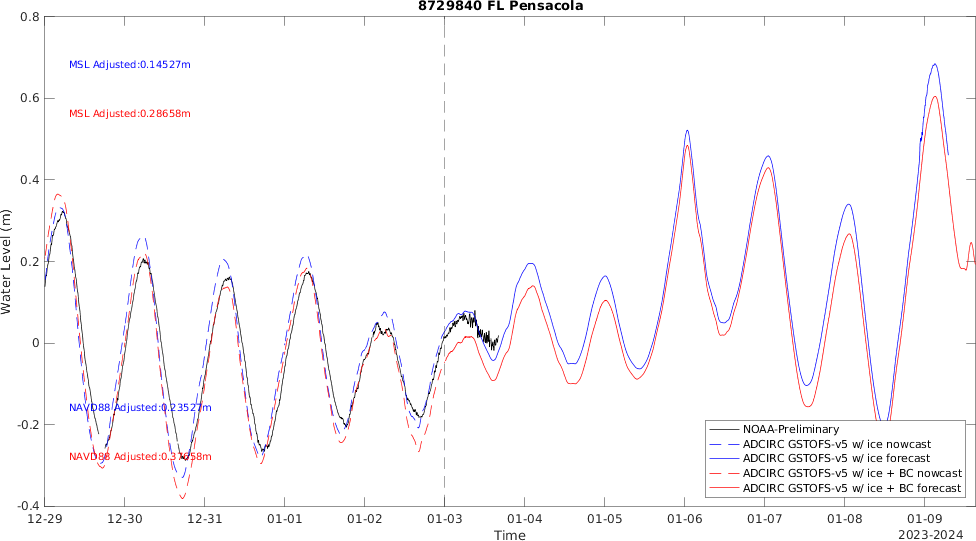 8729840 FL Pensacola
0.8
MSL Adjusted:0.14527m
0.6
MSL Adjusted:0.28658m
0.4
0.2
Water Level (m)
0
NAVD88 Adjusted:0.23527m
-0.2
NOAA-Preliminary
ADCIRC GSTOFS-v5 w/ ice nowcast
NAVD88 Adjusted:0.37658m
ADCIRC GSTOFS-v5 w/ ice forecast
ADCIRC GSTOFS-v5 w/ ice + BC nowcast
ADCIRC GSTOFS-v5 w/ ice + BC forecast
-0.4
12-29 12-30 12-31 01-01 01-02 01-03 01-04 01-05 01-06 01-07 01-08 01-09
Time
2023-2024